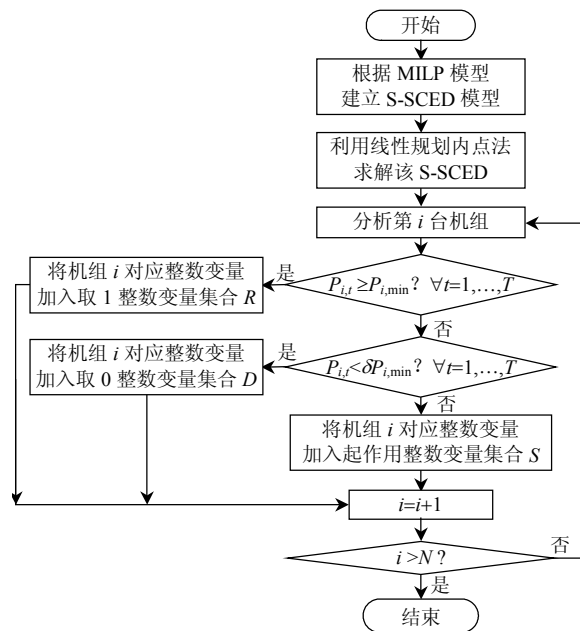 开始
根据 MILP 模型
建立 S-SCED 模型
利用线性规划内点法
求解该 S-SCED
分析第 i 台机组
P_{i,t} ≥P_{i,min}? ∀t=1,…,T
是
将机组 i 对应整数变量
加入取 1 整数变量集合 R
否
P_{i,t}<δP_{i,min}? ∀t=1,…,T
是
将机组 i 对应整数变量
加入取 0 整数变量集合 D
否
将机组 i 对应整数变量
加入起作用整数变量集合 S
i=i+1
i >N?
否
是
结束